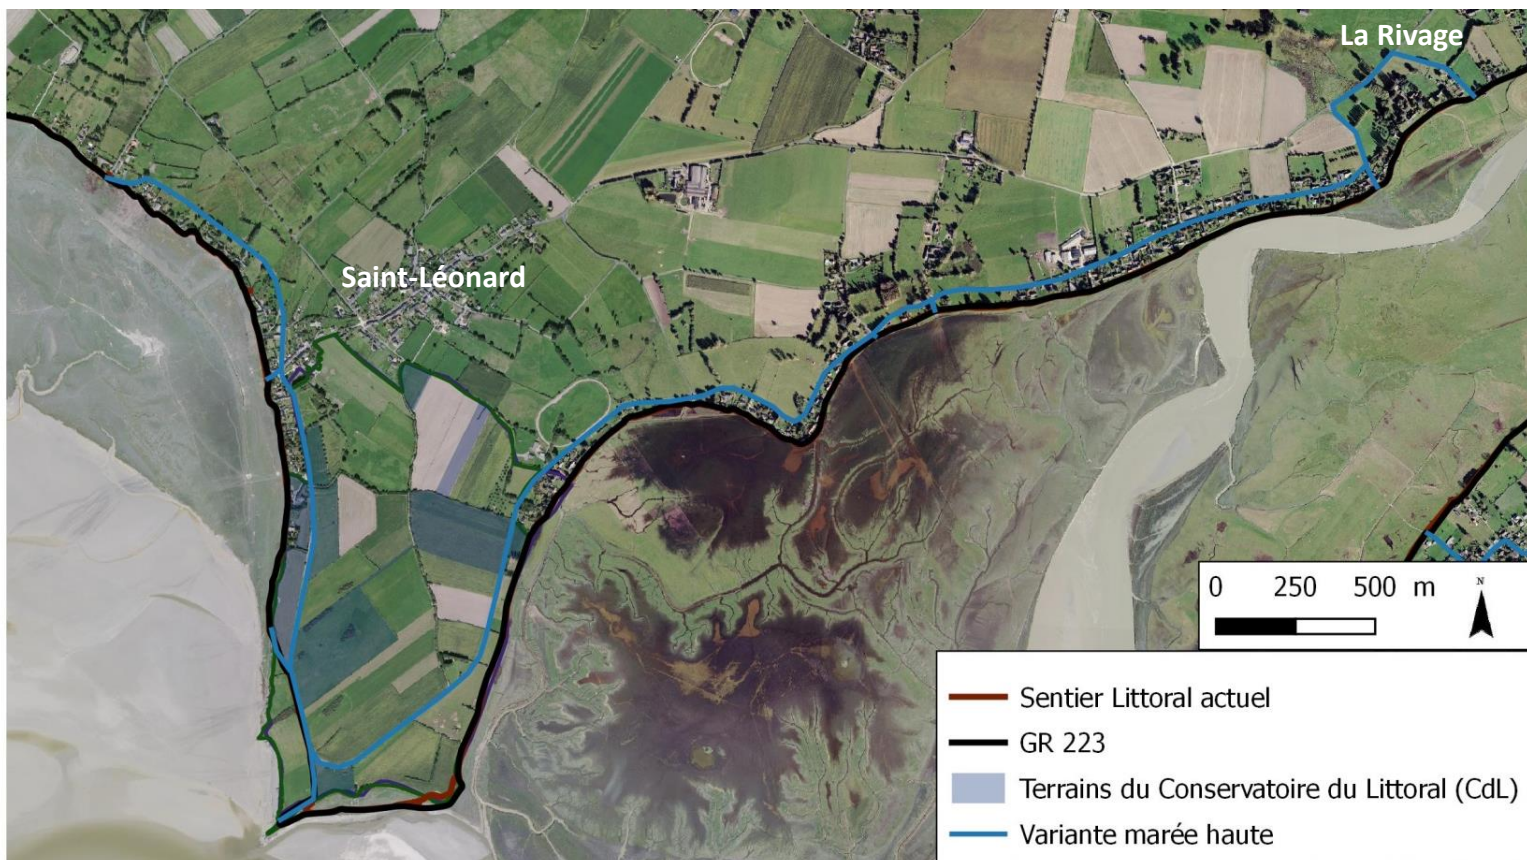 La Rivage
Saint-Léonard
0 250 500 m
N
Sentier Littoral actuel
GR 223
Terrains du Conservatoire du Littoral (CdL)
Variante marée haute